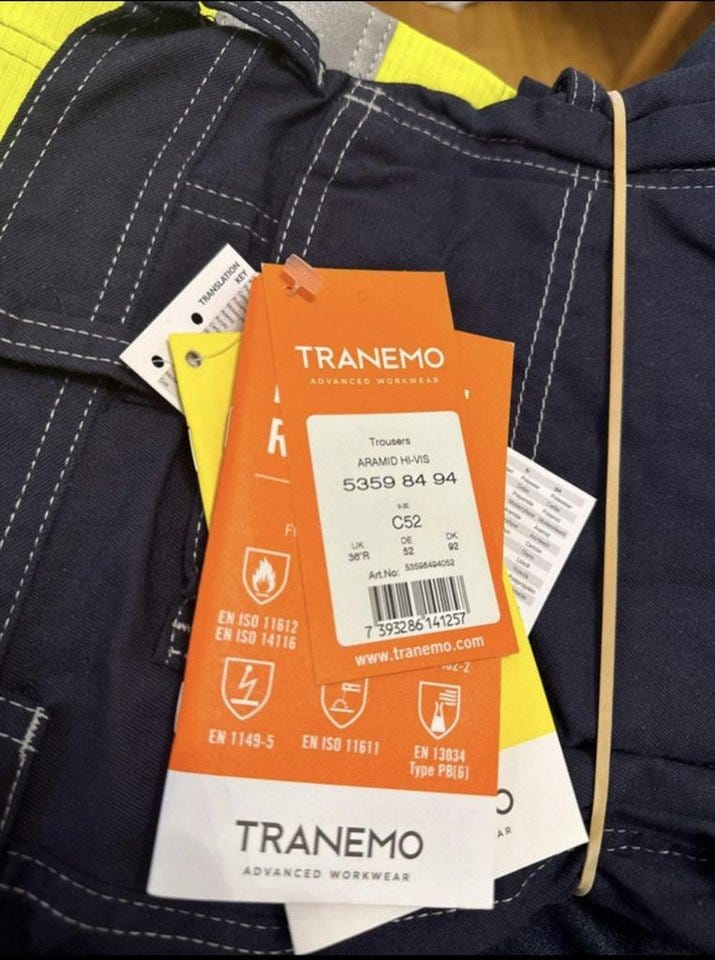 TRANSLATION
KEY
TRANEMO
ADVANCED WORKWEAR
Trousers
ARAMID HI-VIS
5359 84 94
size
C52
UK DE DK
36"R 52 92
Art.No: 53598494052
7 393286 141257
www.tranemo.com
R
EN ISO 11612
EN ISO 14116
EN 1149-5
EN ISO 11611
EN 13034
Type PB[6]
TRANEMO
ADVANCED WORKWEAR